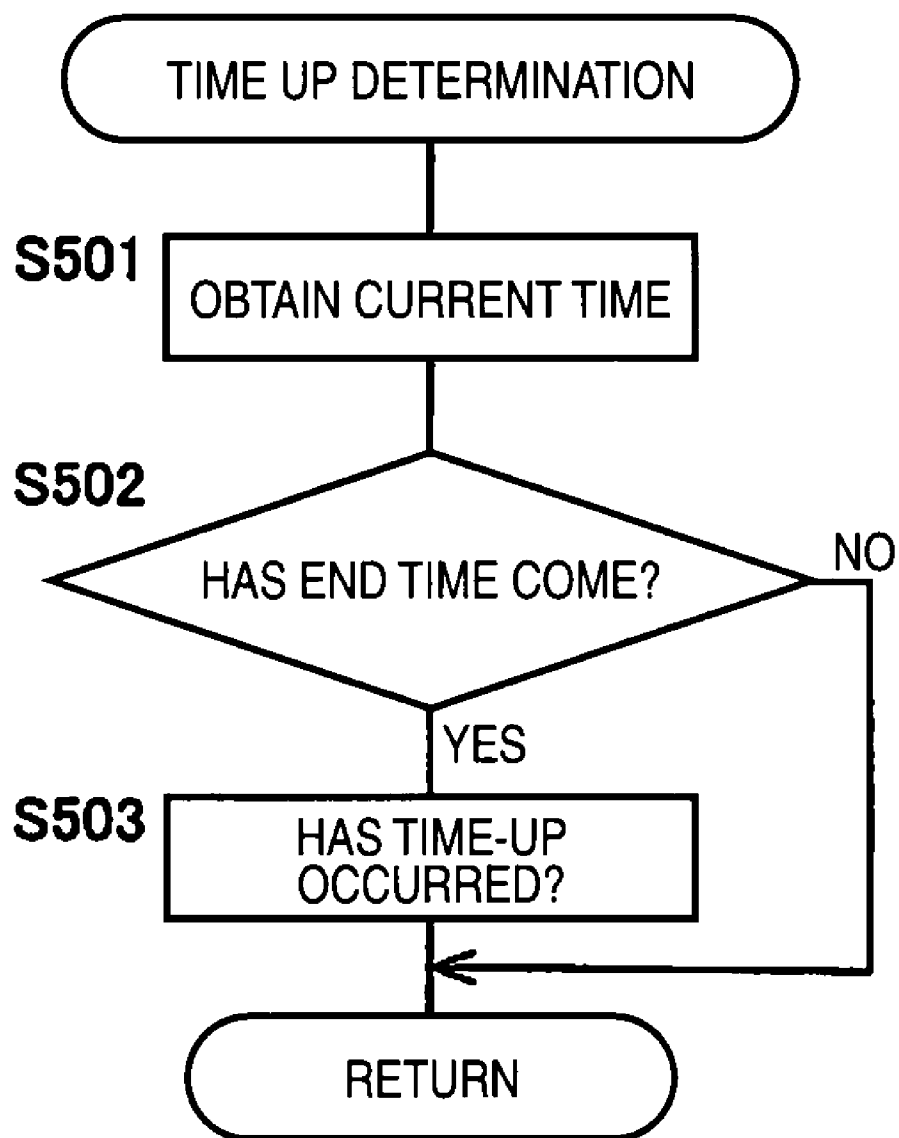 TIME UP DETERMINATION
S501
OBTAIN CURRENT TIME
S502
HAS END TIME COME?
NO
YES
S503
HAS TIME-UP
OCCURRED?
RETURN